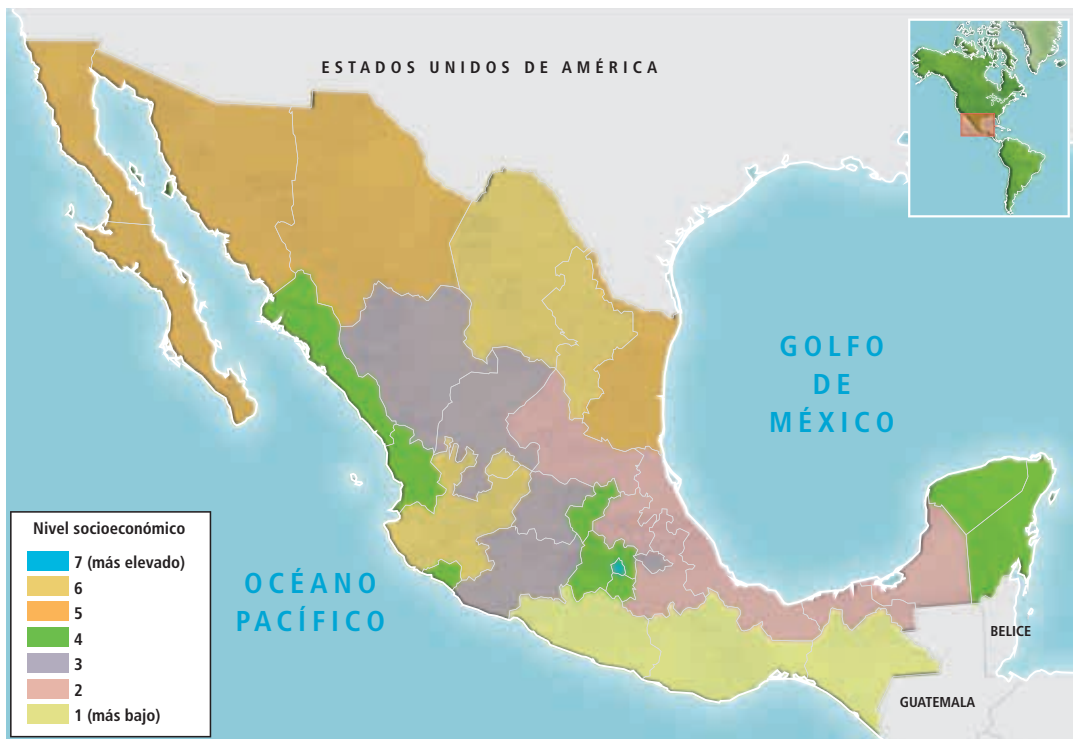 ESTADOS UNIDOS DE AMÉRICA
GOLFO
DE
MÉXICO
OCÉANO
PACÍFICO
BELICE
GUATEMALA
Nivel socioeconómico
7 (más elevado)
6
5
4
3
2
1 (más bajo)